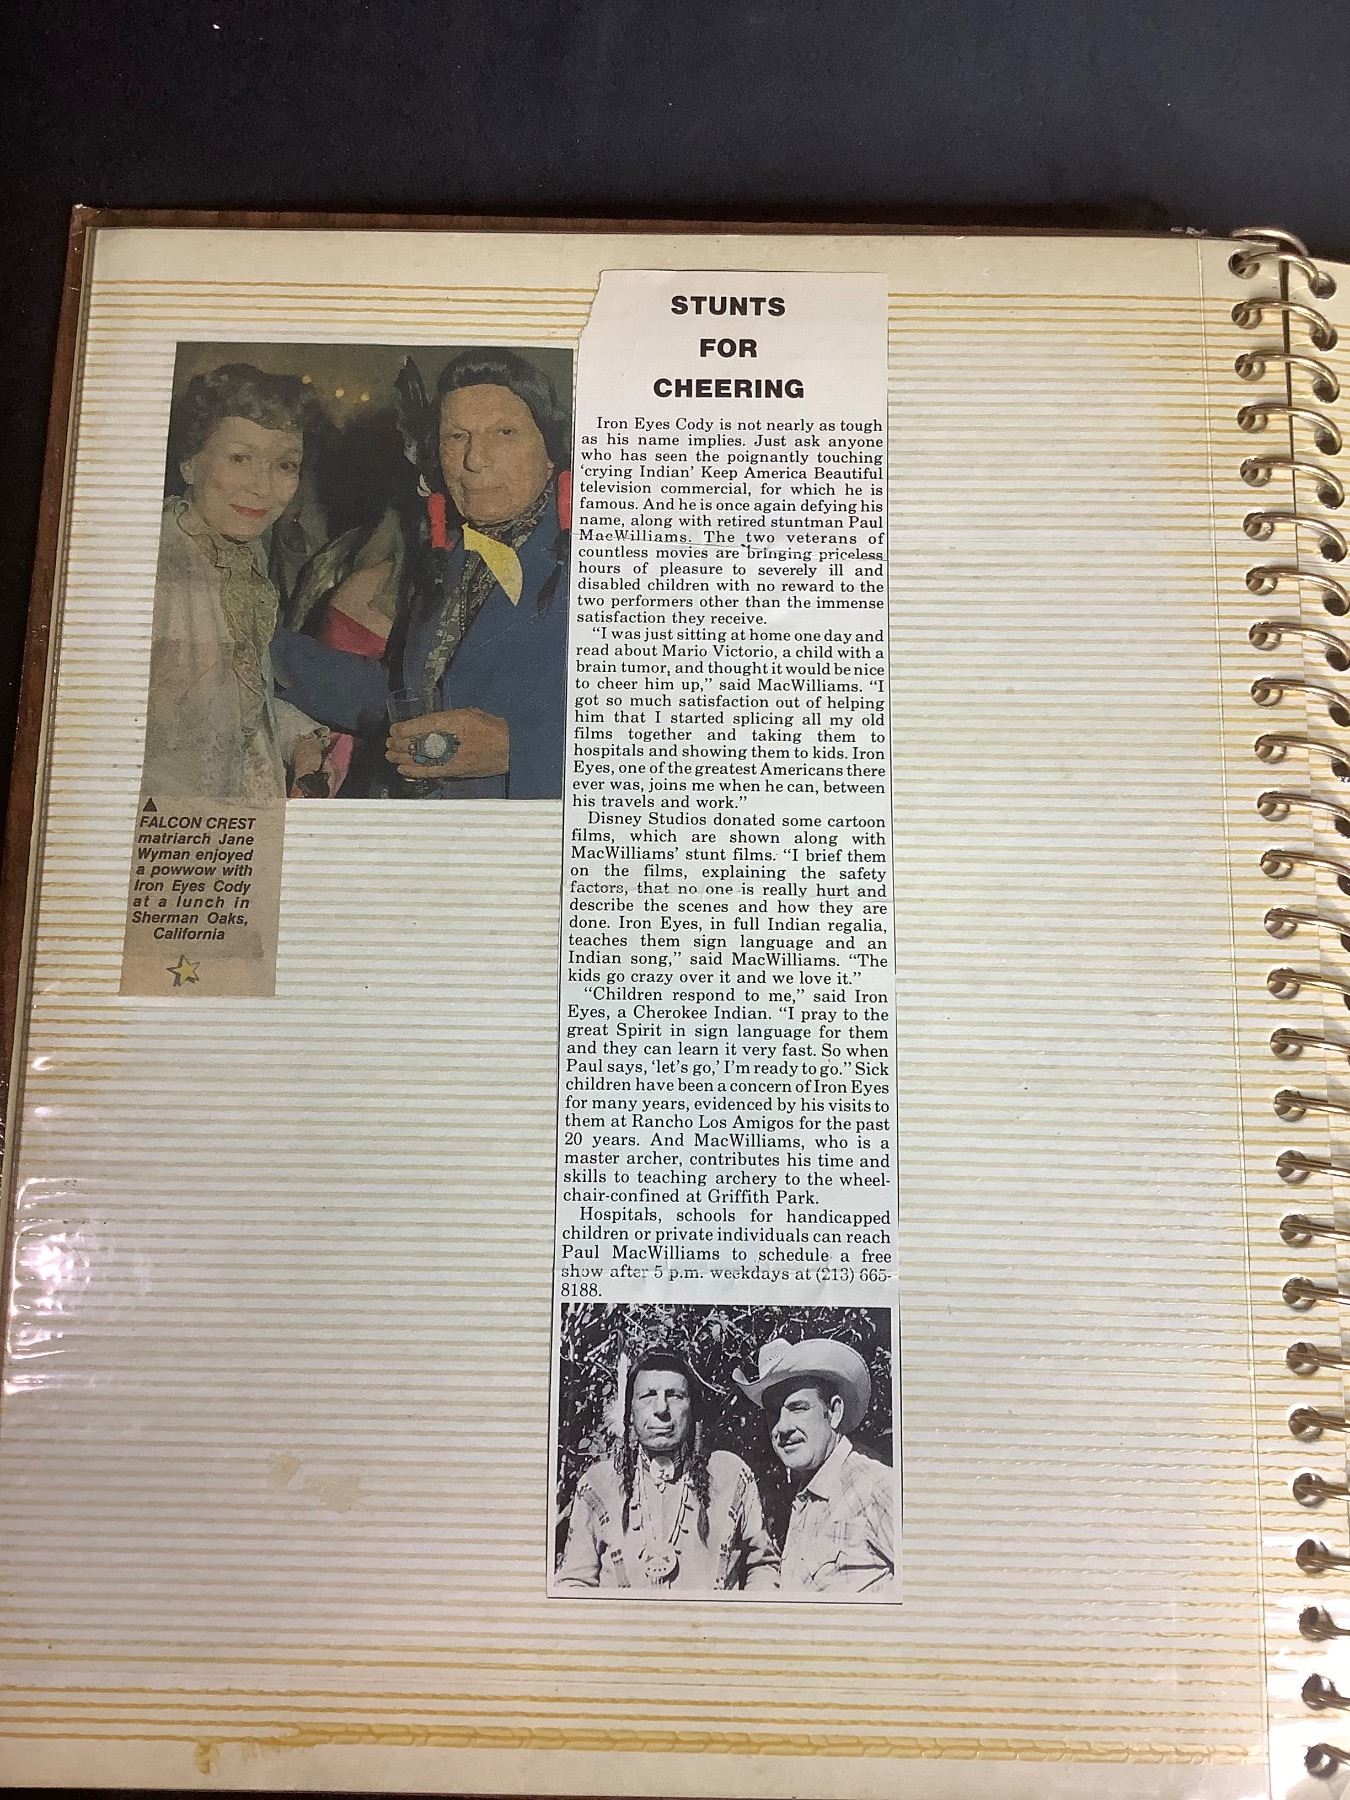 STUNTS
FOR
CHEERING
Iron Eyes Cody is not nearly as tough
as his name implies. Just ask anyone
who has seen the poignantly touching
‘crying Indian’ Keep America Beautiful
television commercial, for which he is
famous. And he is once again defying his
name, along with retired stuntman Paul
MacWilliams. The two veterans of
countless movies are bringing priceless
hours of pleasure to severely ill and
disabled children with no reward to the
two performers other than the immense
satisfaction they receive.
“I was just sitting at home one day and
read about Mario Victorio, a child with a
brain tumor, and thought it would be nice
to cheer him up,” said MacWilliams. “I
got so much satisfaction out of helping
him that I started splicing all my old
films together and taking them to
hospitals and showing them to kids. Iron
Eyes, one of the greatest Americans there
ever was, joins me when he can, between
his travels and work.”
Disney Studios donated some cartoon
films, which are shown along with
MacWilliams’ stunt films. “I brief them
on the films, explaining the safety
factors, that no one is really hurt and
describe the scenes and how they are
done. Iron Eyes, in full Indian regalia,
teaches them sign language and an
Indian song,” said MacWilliams. “The
kids go crazy over it and we love it.”
“Children respond to me,” said Iron
Eyes, a Cherokee Indian. “I pray to the
great Spirit in sign language for them
and they can learn it very fast. So when
Paul says, ‘let’s go,’ I’m ready to go.” Sick
children have been a concern of Iron Eyes
for many years, evidenced by his visits to
them at Rancho Los Amigos for the past
20 years. And MacWilliams, who is a
master archer, contributes his time and
skills to teaching archery to the wheel-
chair-confined at Griffith Park.
Hospitals, schools for handicapped
children or private individuals can reach
Paul MacWilliams to schedule a free
show after 5 p.m. weekdays at (213) 665-
8188.
FALCON CREST
matriarch Jane
Wyman enjoyed
a powwow with
Iron Eyes Cody
at a lunch in
Sherman Oaks,
California